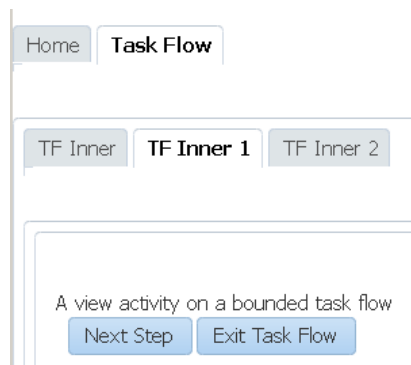 Home Task Flow
TF Inner TF Inner 1 TF Inner 2
A view activity on a bounded task flow
Next Step Exit Task Flow